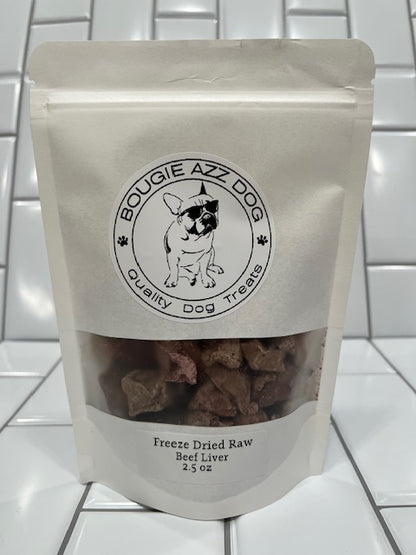 BOUGIE AZZ DOG
Quality Dog Treats
Freeze Dried Raw
Beef Liver
2.5 oz